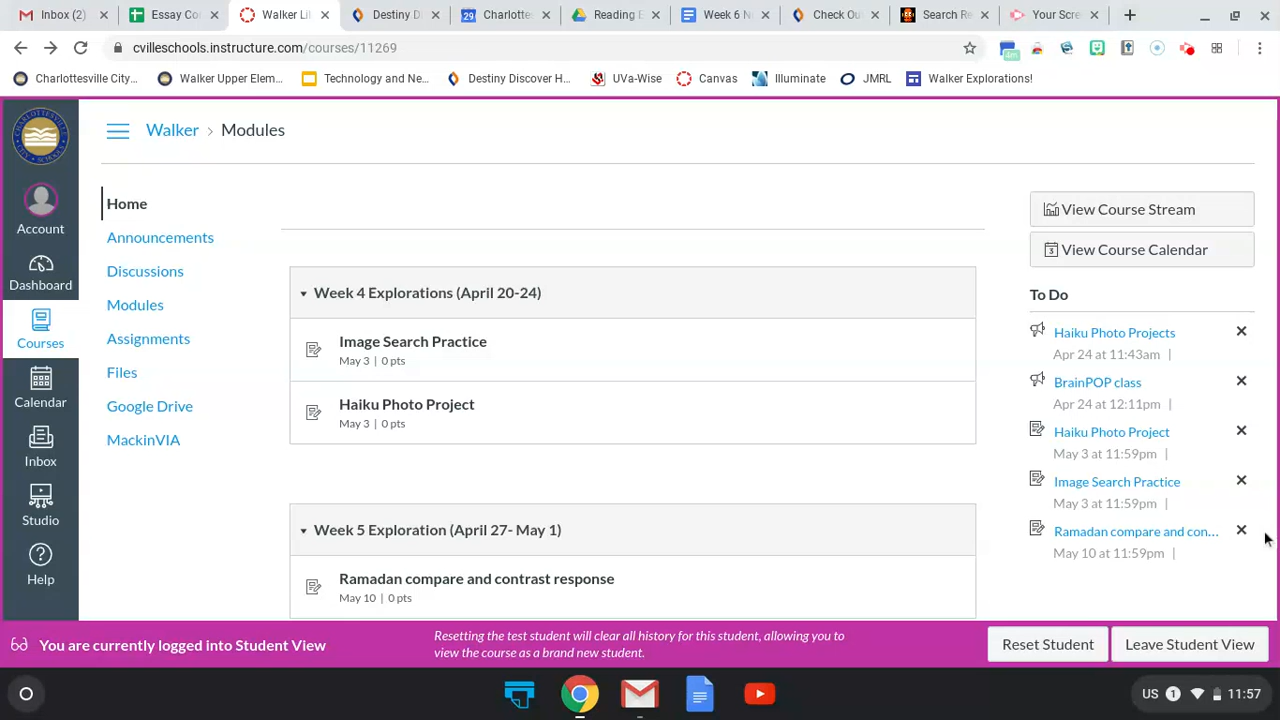 Inbox (2)
Essay Co
Walker Li
Destiny D
Charlottes
Reading E
Week 6 N
Check Ou
Search Re
Your Scre
cvilleschools.instructure.com/courses/11269
Charlottesville City...
Walker Upper Elem...
Technology and Ne...
Destiny Discover H...
UVa-Wise
Canvas
Illuminate
JMRL
Walker Explorations!
Walker > Modules
Account
Dashboard
Courses
Calendar
Inbox
Studio
Help
Home
Announcements
Discussions
Modules
Assignments
Files
Google Drive
MackinVIA
Week 4 Explorations (April 20-24)
Image Search Practice
May 3 | 0 pts
Haiku Photo Project
May 3 | 0 pts
Week 5 Exploration (April 27- May 1)
Ramadan compare and contrast response
May 10 | 0 pts
View Course Stream
View Course Calendar
To Do
Haiku Photo Projects
Apr 24 at 11:43am |
BrainPOP class
Apr 24 at 12:11pm |
Haiku Photo Project
May 3 at 11:59pm |
Image Search Practice
May 3 at 11:59pm |
Ramadan compare and con...
May 10 at 11:59pm |
You are currently logged into Student View
Resetting the test student will clear all history for this student, allowing you to
view the course as a brand new student.
Reset Student
Leave Student View
US 1 11:57